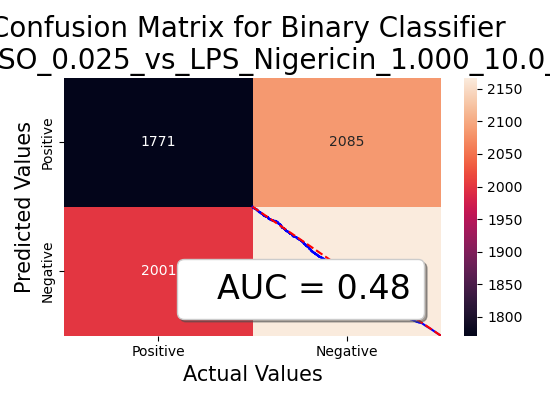 Confusion Matrix for Binary Classifier
SO_0.025_vs_LPS_Nigericin_1.000_10.0_
Predicted Values
Positive
Negative
1771
2085
2001
AUC = 0.48
Positive
Negative
Actual Values
2150
2100
2050
2000
1950
1900
1850
1800